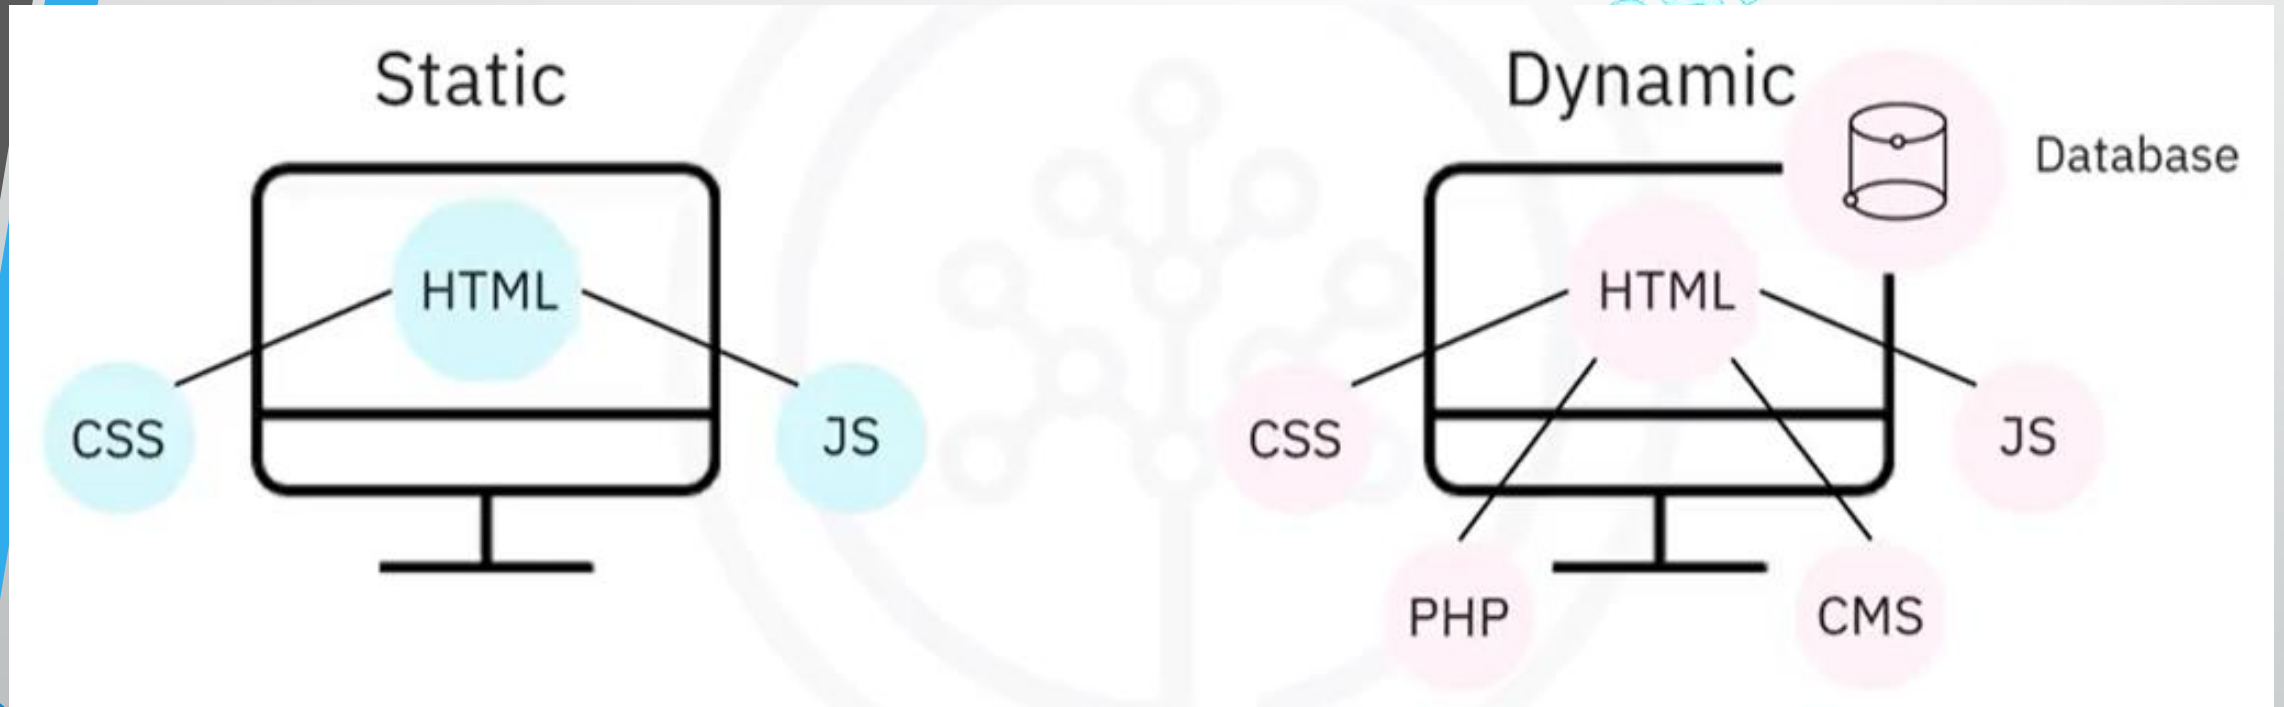 Static
HTML
CSS
JS
Dynamic
Database
HTML
CSS
JS
PHP
CMS